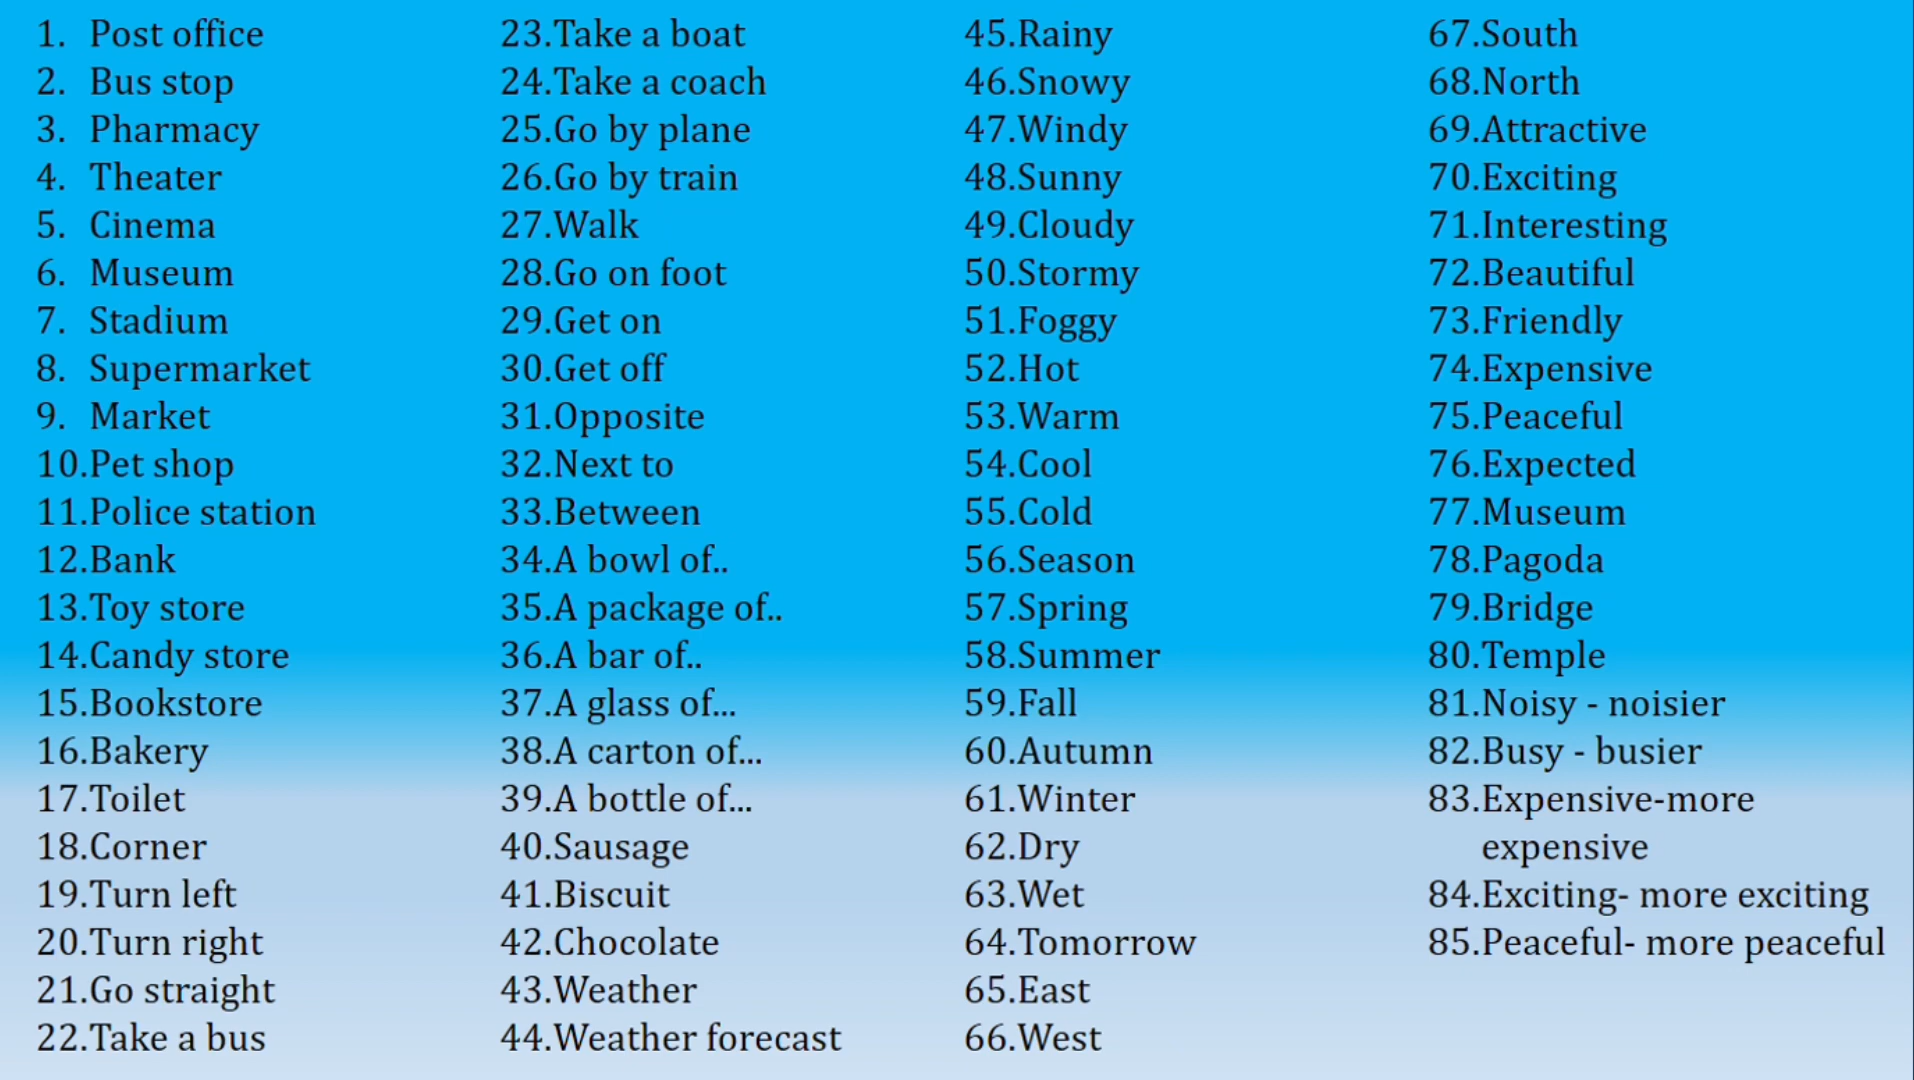 1. Post office
2. Bus stop
3. Pharmacy
4. Theater
5. Cinema
6. Museum
7. Stadium
8. Supermarket
9. Market
10.Pet shop
11.Police station
12.Bank
13.Toy store
14.Candy store
15.Bookstore
16.Bakery
17.Toilet
18.Corner
19.Turn left
20.Turn right
21.Go straight
22.Take a bus
23.Take a boat
24.Take a coach
25.Go by plane
26.Go by train
27.Walk
28.Go on foot
29.Get on
30.Get off
31.Opposite
32.Next to
33.Between
34.A bowl of..
35.A package of..
36.A bar of..
37.A glass of...
38.A carton of...
39.A bottle of...
40.Sausage
41.Biscuit
42.Chocolate
43.Weather
44.Weather forecast
45.Rainy
46.Snowy
47.Windy
48.Sunny
49.Cloudy
50.Stormy
51.Foggy
52.Hot
53.Warm
54.Cool
55.Cold
56.Season
57.Spring
58.Summer
59.Fall
60.Autumn
61.Winter
62.Dry
63.Wet
64.Tomorrow
65.East
66.West
67.South
68.North
69.Attractive
70.Exciting
71.Interesting
72.Beautiful
73.Friendly
74.Expensive
75.Peaceful
76.Expected
77.Museum
78.Pagoda
79.Bridge
80.Temple
81.Noisy - noisier
82.Busy - busier
83.Expensive-more
expensive
84.Exciting- more exciting
85.Peaceful- more peaceful